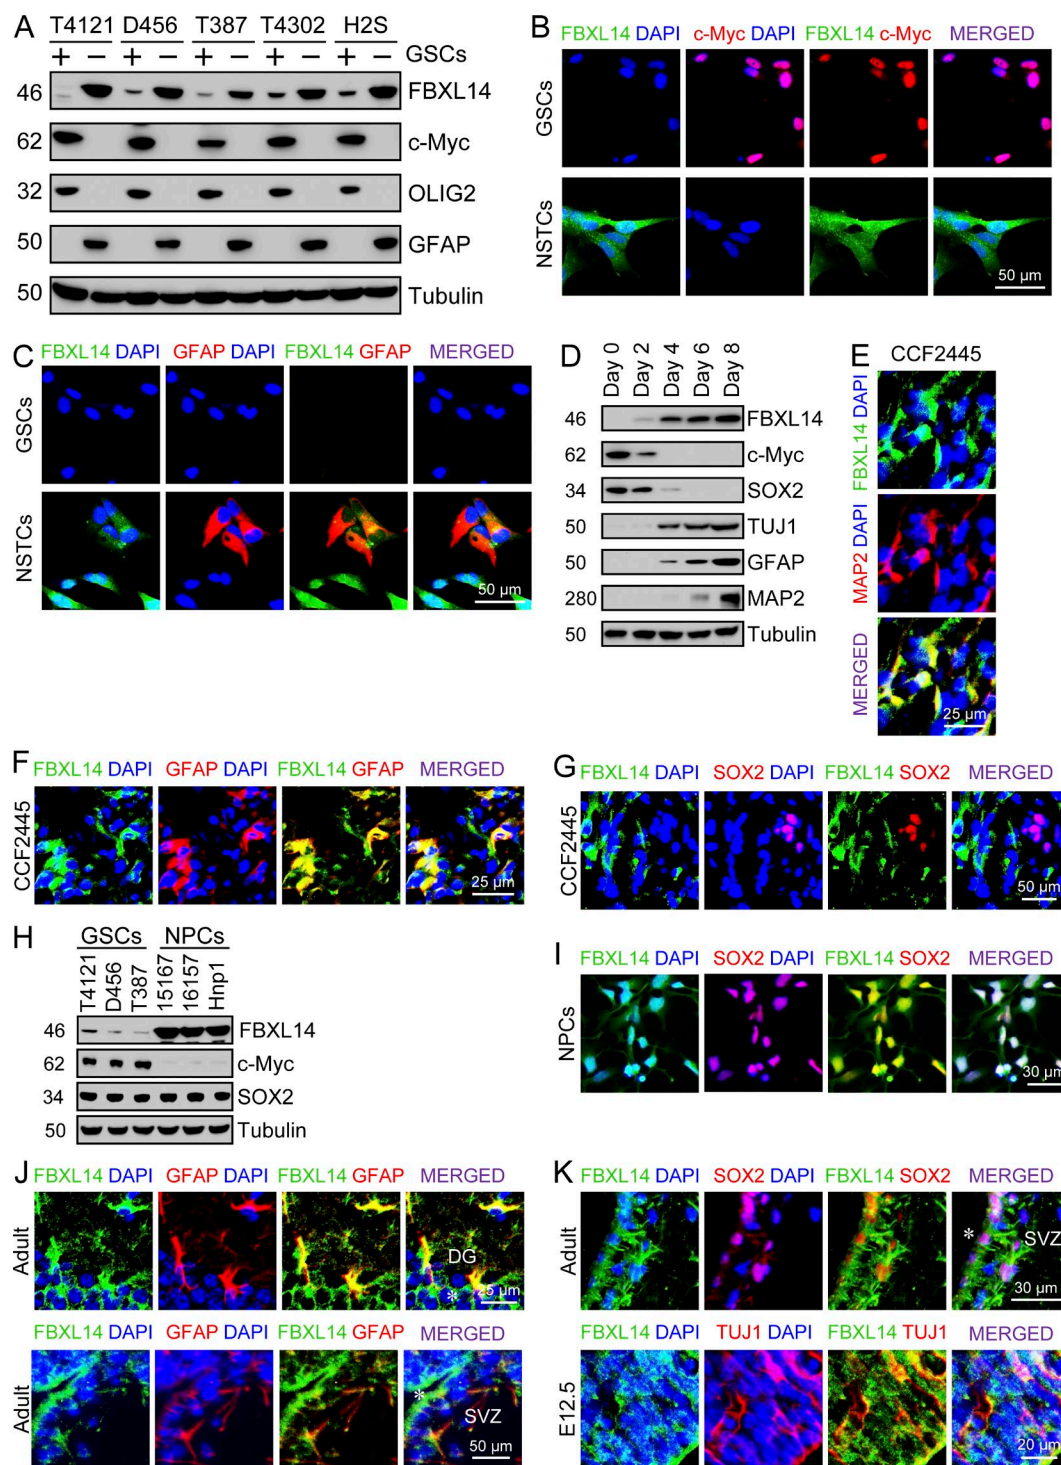 A
T4121 D456 T387 T4302 H2S
+ − + − + − + − + − GSCs
46 FBXL14
62 c-Myc
32 OLIG2
50 GFAP
50 Tubulin
B
FBXL14 DAPI c-Myc DAPI FBXL14 c-Myc MERGED
GSCs
NSTCs
50 µm
C
FBXL14 DAPI GFAP DAPI FBXL14 GFAP MERGED
GSCs
NSTCs
50 µm
D
Day 0 Day 2 Day 4 Day 6 Day 8
46 FBXL14
62 c-Myc
34 SOX2
50 TUJ1
50 GFAP
280 MAP2
50 Tubulin
E
CCF2445
FBXL14 DAPI
MAP2 DAPI
MERGED
25 µm
F
FBXL14 DAPI GFAP DAPI FBXL14 GFAP MERGED
CCF2445
25 µm
G
FBXL14 DAPI SOX2 DAPI FBXL14 SOX2 MERGED
CCF2445
50 µm
H
GSCs NPCs
T4121 D456 T387 15167 16157 Hnp1
46 FBXL14
62 c-Myc
34 SOX2
50 Tubulin
I
FBXL14 DAPI SOX2 DAPI FBXL14 SOX2 MERGED
NPCs
30 µm
J
FBXL14 DAPI GFAP DAPI FBXL14 GFAP MERGED
Adult
DG
*
25 µm
FBXL14 DAPI GFAP DAPI FBXL14 GFAP MERGED
Adult
*
SVZ
50 µm
K
FBXL14 DAPI SOX2 DAPI FBXL14 SOX2 MERGED
Adult
* SVZ
30 µm
FBXL14 DAPI TUJ1 DAPI FBXL14 TUJ1 MERGED
E12.5
20 µm